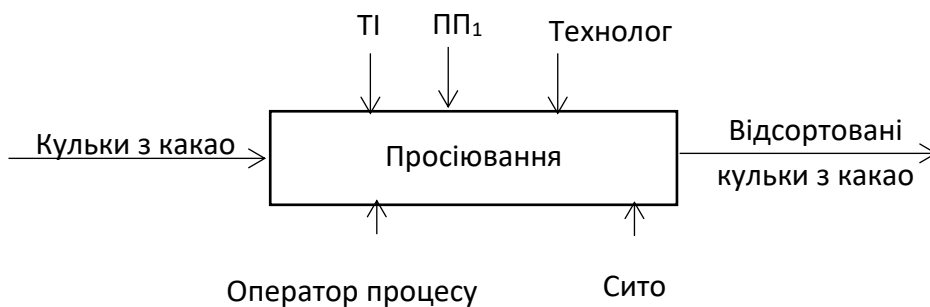 ТІ ПП₁ Технолог
Кульки з какао
Просіювання
Відсортовані
кульки з какао
Оператор процесу
Сито